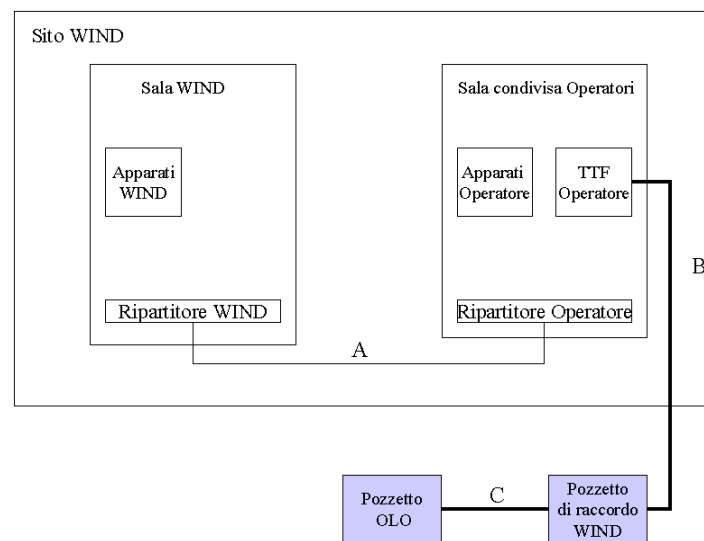 Sito WIND
Sala WIND
Sala condivisa Operatori
Apparati
WIND
Apparati
Operatore
TTF
Operatore
B
Ripartitore WIND
Ripartitore Operatore
A
Pozzetto
OLO
C
Pozzetto
di raccordo
WIND